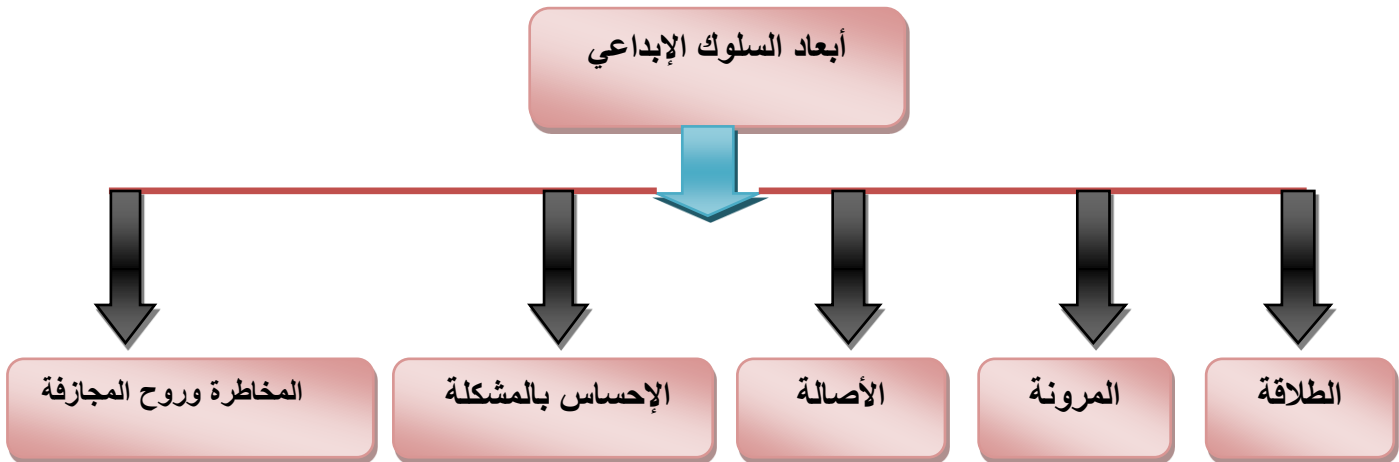 أبعاد السلوك الإبداعي
الطلاقة
المرونة
الأصالة
الإحساس بالمشكلة
المخاطرة وروح المجازفة